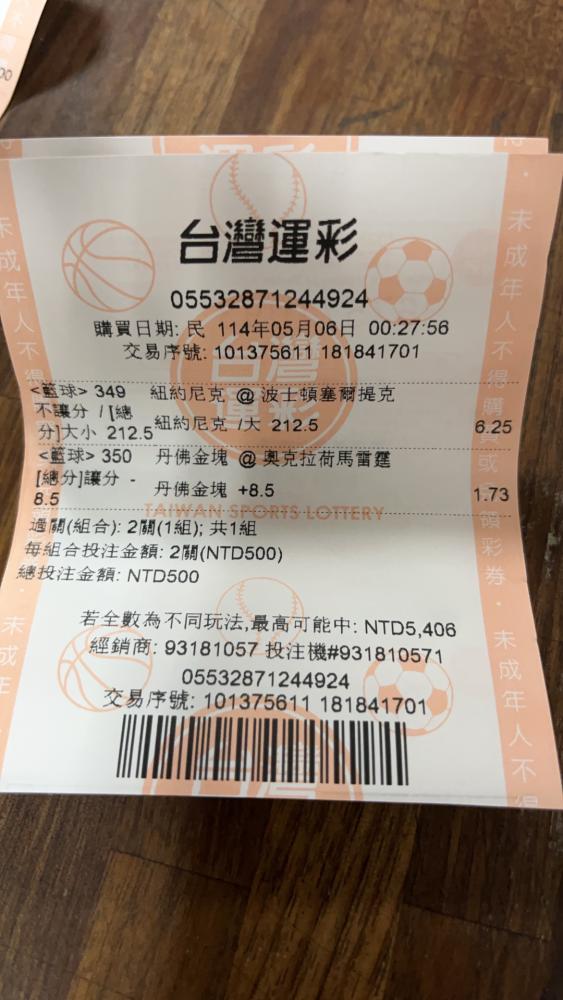 台灣運彩
05532871244924
購買日期: 民 114年05月06日 00:27:56
交易序號: 101375611 181841701
<籃球> 349 紐約尼克 @ 波士頓塞爾提克
不讓分 / [總
分]大小 212.5 紐約尼克 /大 212.5 6.25
<籃球> 350 丹佛金塊 @ 奧克拉荷馬雷霆
[總分]讓分 -
8.5 丹佛金塊 +8.5 1.73
TAIWAN SPORTS LOTTERY
過關(組合): 2關(1組); 共1組
每組合投注金額: 2關(NTD500)
總投注金額: NTD500
若全數為不同玩法,最高可能中: NTD5,406
經銷商: 93181057 投注機#931810571
05532871244924
交易序號: 101375611 181841701
台灣
運彩
未成年人不得購買或
領彩券・未成年人不得